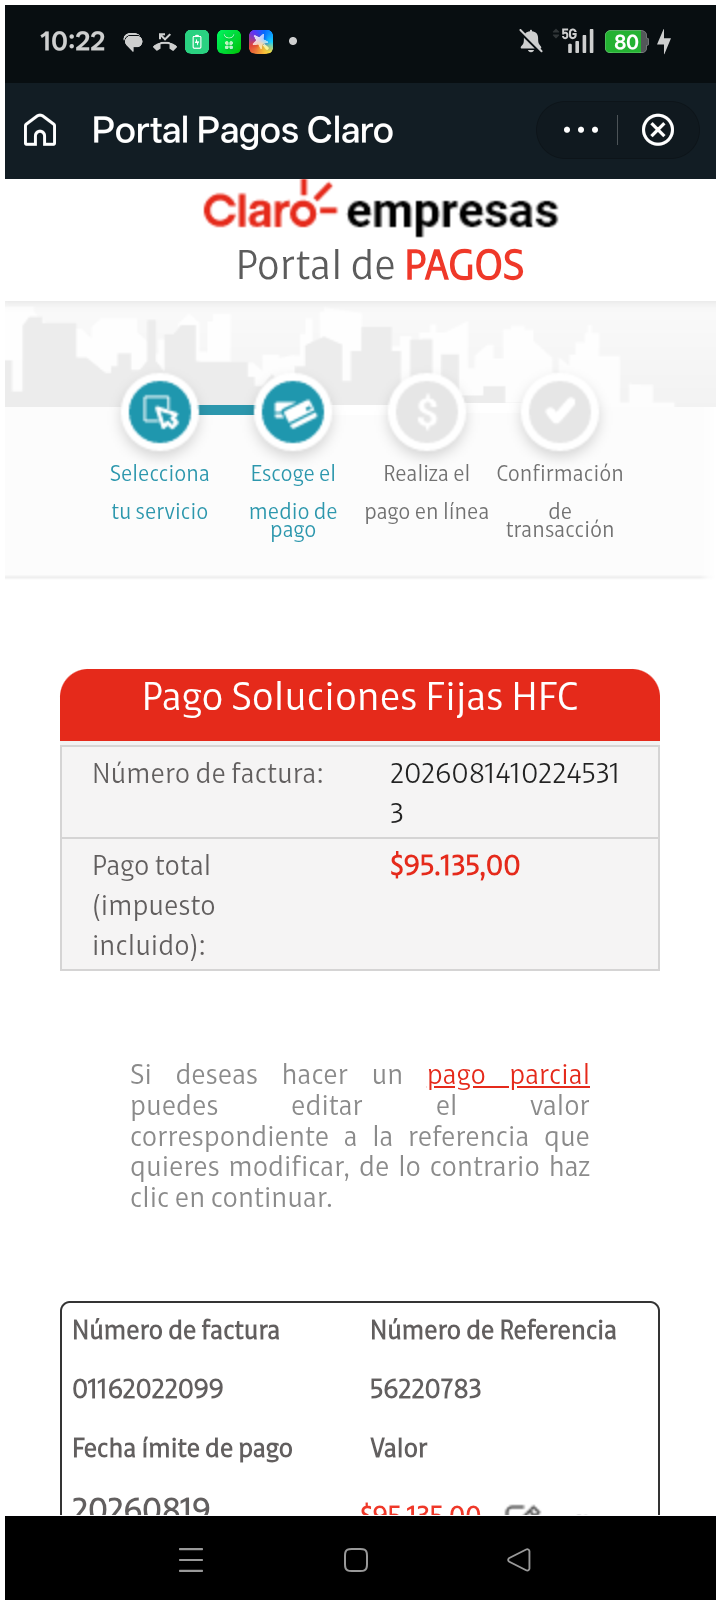 10:22
5G
80
Portal Pagos Claro
Claro empresas
Portal de PAGOS
Selecciona
tu servicio
Escoge el
medio de
pago
Realiza el
pago en línea
Confirmación
de
transacción
Pago Soluciones Fijas HFC
Número de factura:
2026081410224531
3
Pago total
(impuesto
incluido):
$95.135,00
Si deseas hacer un pago parcial
puedes editar el valor
correspondiente a la referencia que
quieres modificar, de lo contrario haz
clic en continuar.
Número de factura
Número de Referencia
01162022099
56220783
Fecha ímite de pago
Valor
20260819
$95.135,00